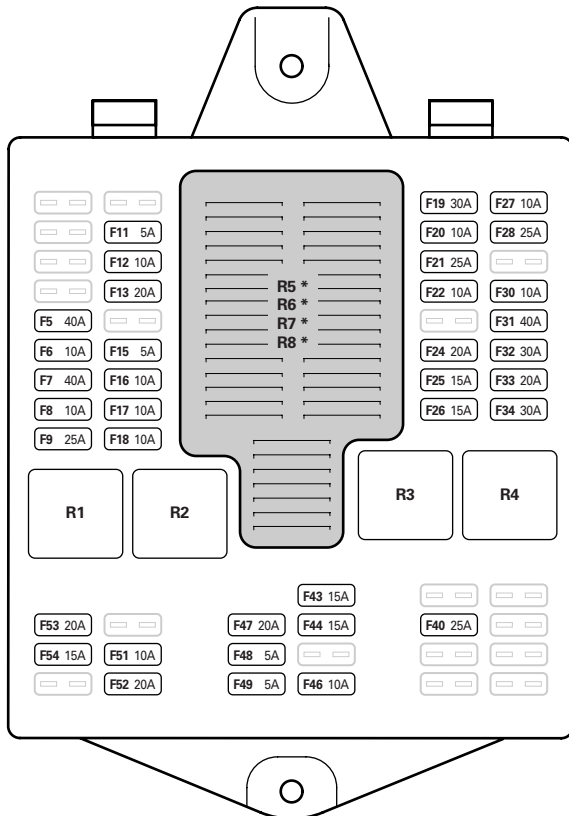 F19 30A F27 10A
F11 5A F20 10A F28 25A
F12 10A F21 25A
F13 20A R5 * F22 10A F30 10A
R6 *
F5 40A R7 * F31 40A
R8 *
F6 10A F15 5A F24 20A F32 30A
F7 40A F16 10A F25 15A F33 20A
F8 10A F17 10A F26 15A F34 30A
F9 25A F18 10A
R1 R2 R3 R4
F43 15A
F53 20A F47 20A F44 15A F40 25A
F54 15A F51 10A F48 5A
F52 20A F49 5A F46 10A